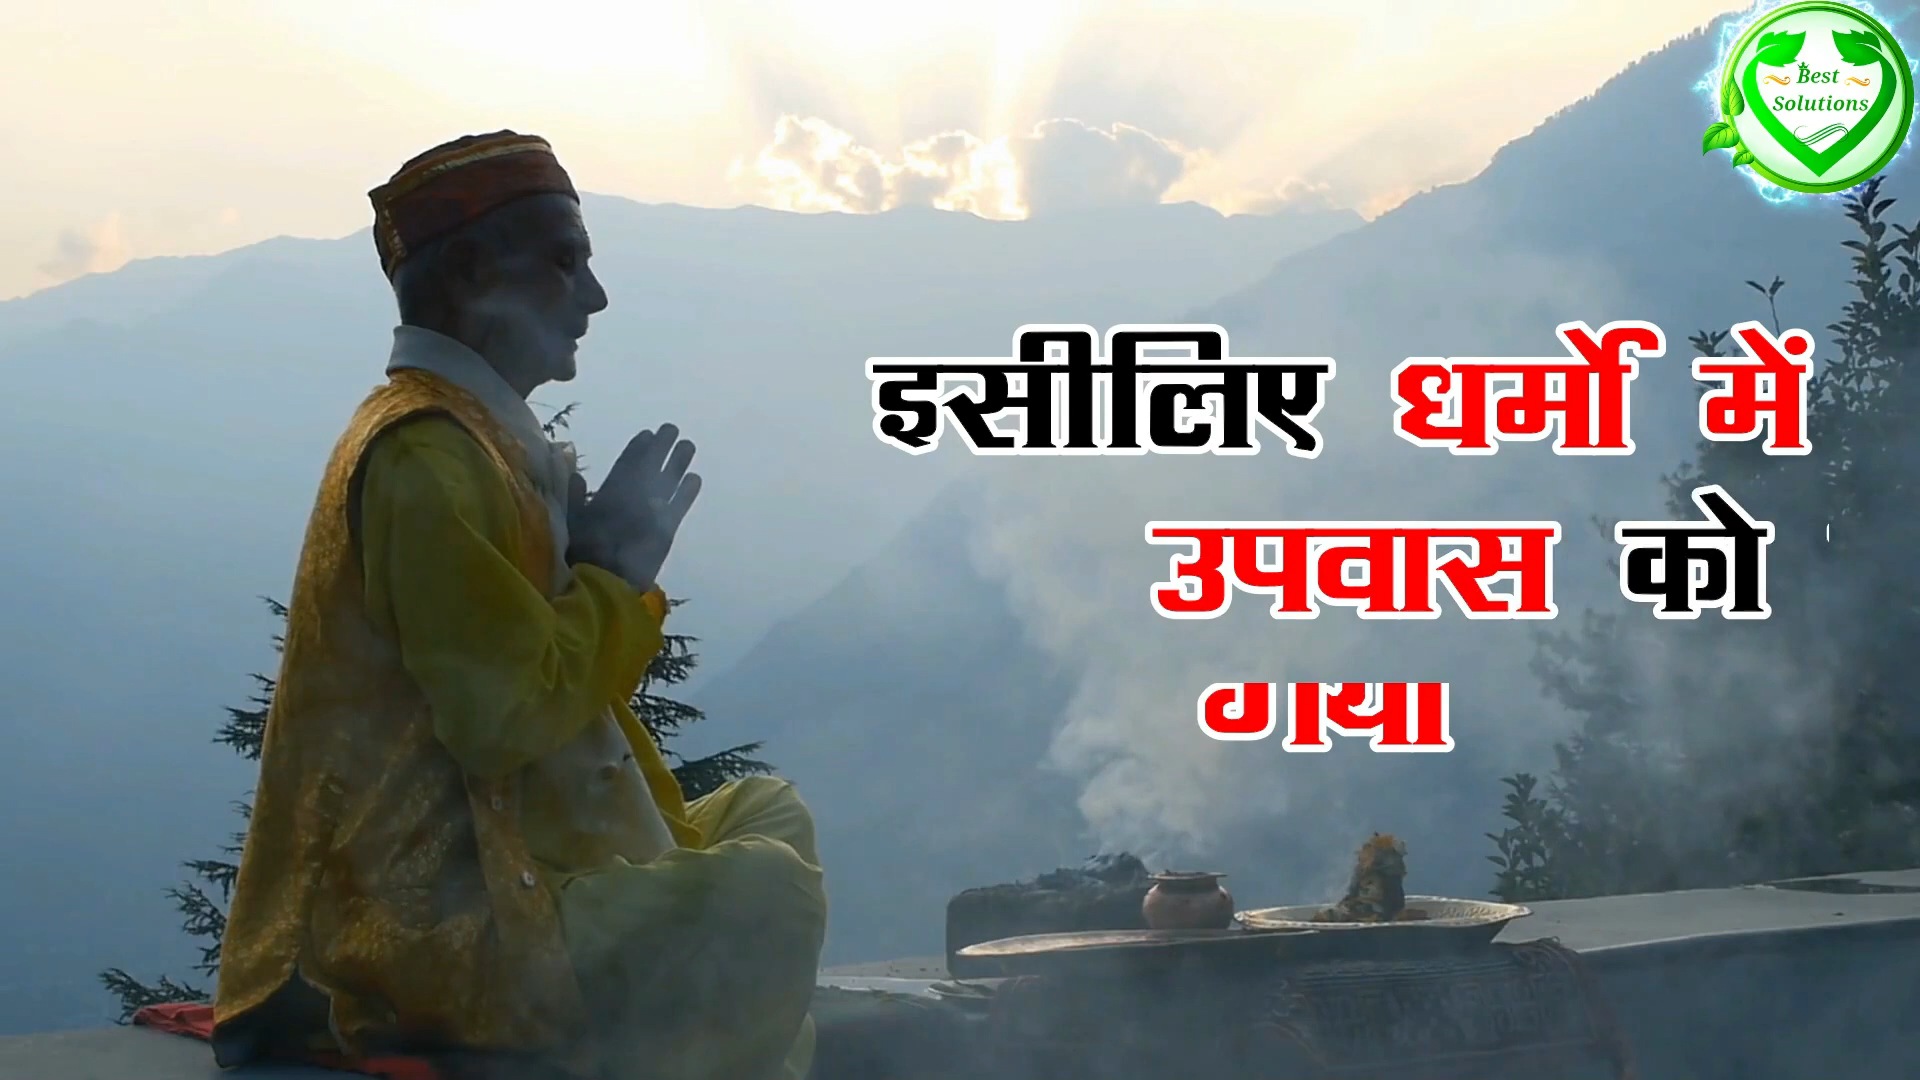 Best
Solutions
इसीलिए धर्मो में
उपवास को
गया